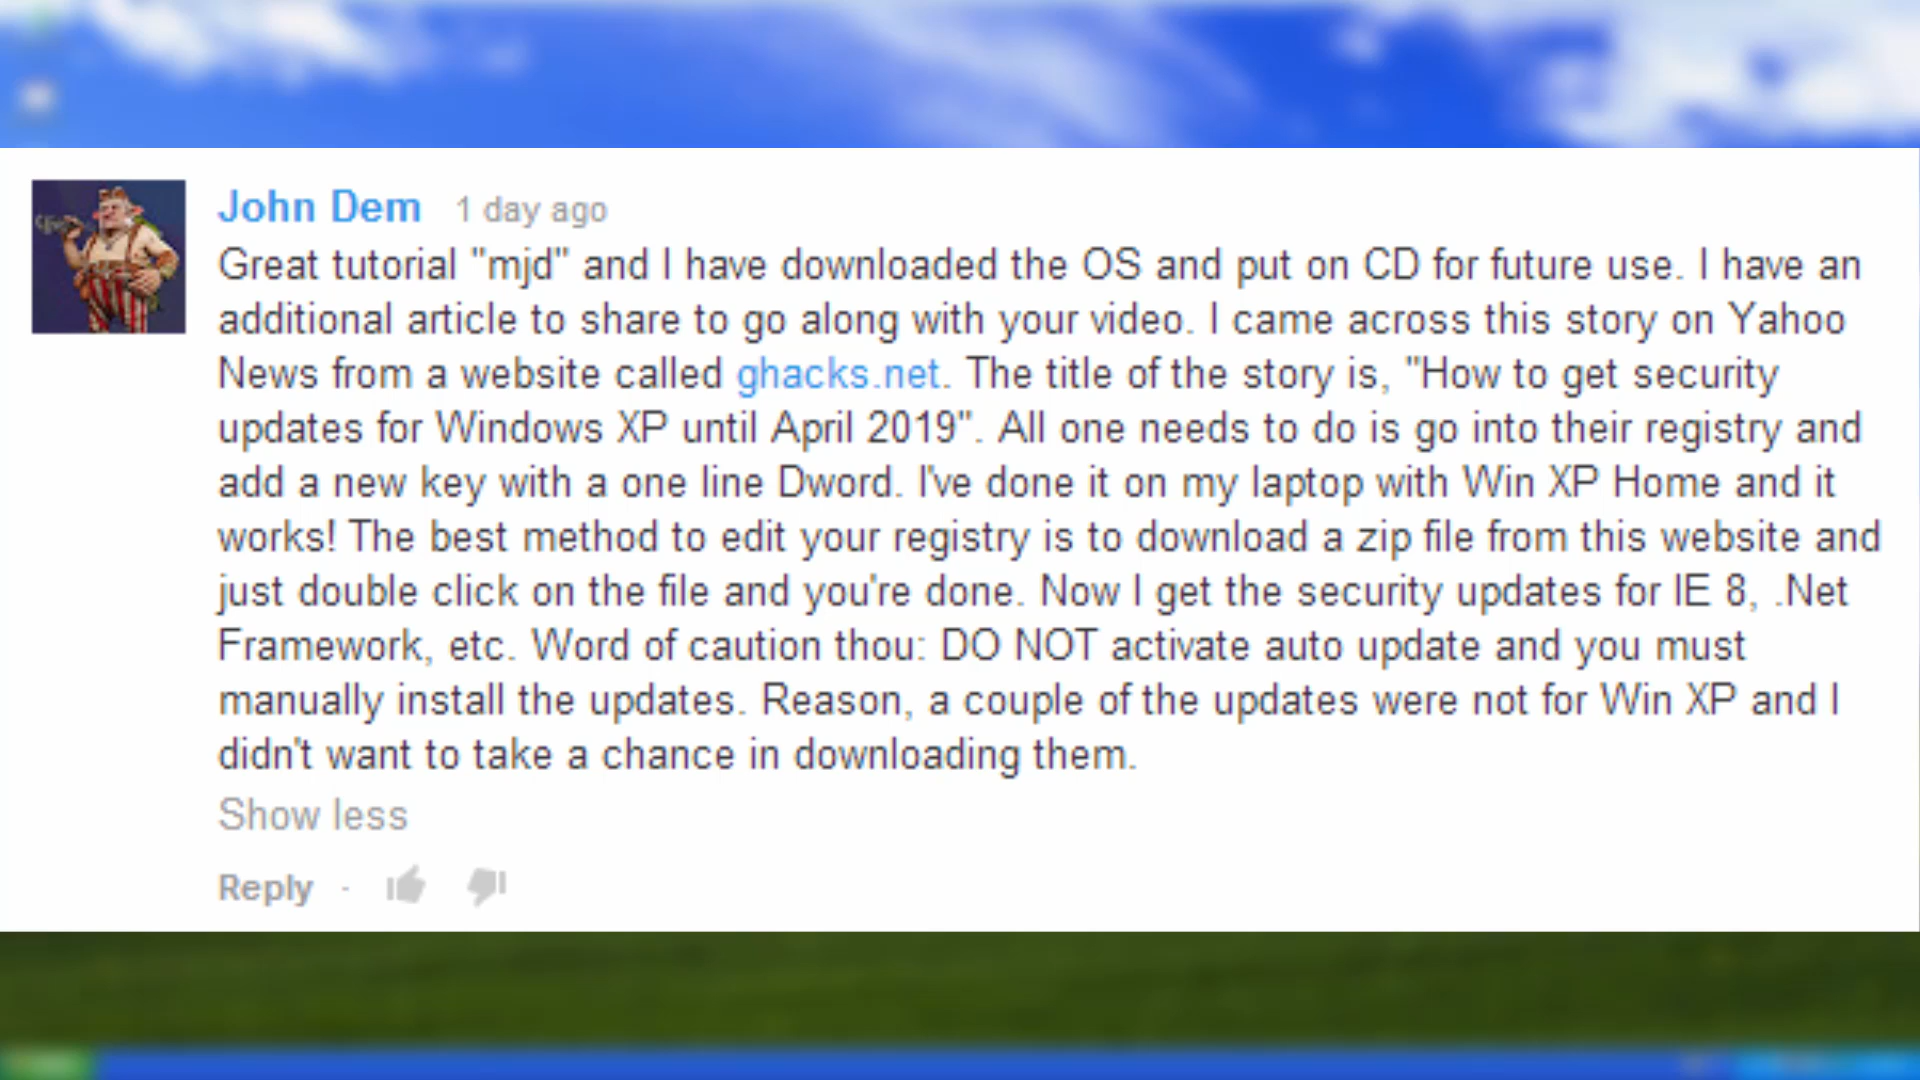 John Dem 1 day ago
Great tutorial "mjd" and I have downloaded the OS and put on CD for future use. I have an
additional article to share to go along with your video. I came across this story on Yahoo
News from a website called ghacks.net. The title of the story is, "How to get security
updates for Windows XP until April 2019". All one needs to do is go into their registry and
add a new key with a one line Dword. I've done it on my laptop with Win XP Home and it
works! The best method to edit your registry is to download a zip file from this website and
just double click on the file and you're done. Now I get the security updates for IE 8, .Net
Framework, etc. Word of caution thou: DO NOT activate auto update and you must
manually install the updates. Reason, a couple of the updates were not for Win XP and I
didn't want to take a chance in downloading them.
Show less
Reply ·